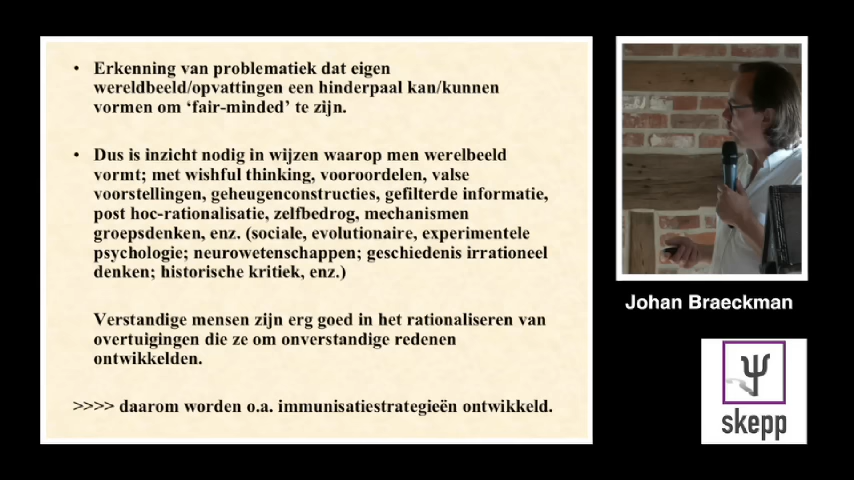 • Erkenning van problematiek dat eigen
wereldbeeld/opvattingen een hinderpaal kan/kunnen
vormen om ‘fair-minded’ te zijn.
• Dus is inzicht nodig in wijzen waarop men werelbeeld
vormt; met wishful thinking, vooroordelen, valse
voorstellingen, geheugenconstructies, gefilterde informatie,
post hoc-rationalisatie, zelfbedrog, mechanismen
groepsdenken, enz. (sociale, evolutionaire, experimentele
psychologie; neurowetenschappen; geschiedenis irrationeel
denken; historische kritiek, enz.)
Verstandige mensen zijn erg goed in het rationaliseren van
overtuigingen die ze om onverstandige redenen
ontwikkelden.
>>>> daarom worden o.a. immunisatiestrategieën ontwikkeld.
Johan Braeckman
skepp